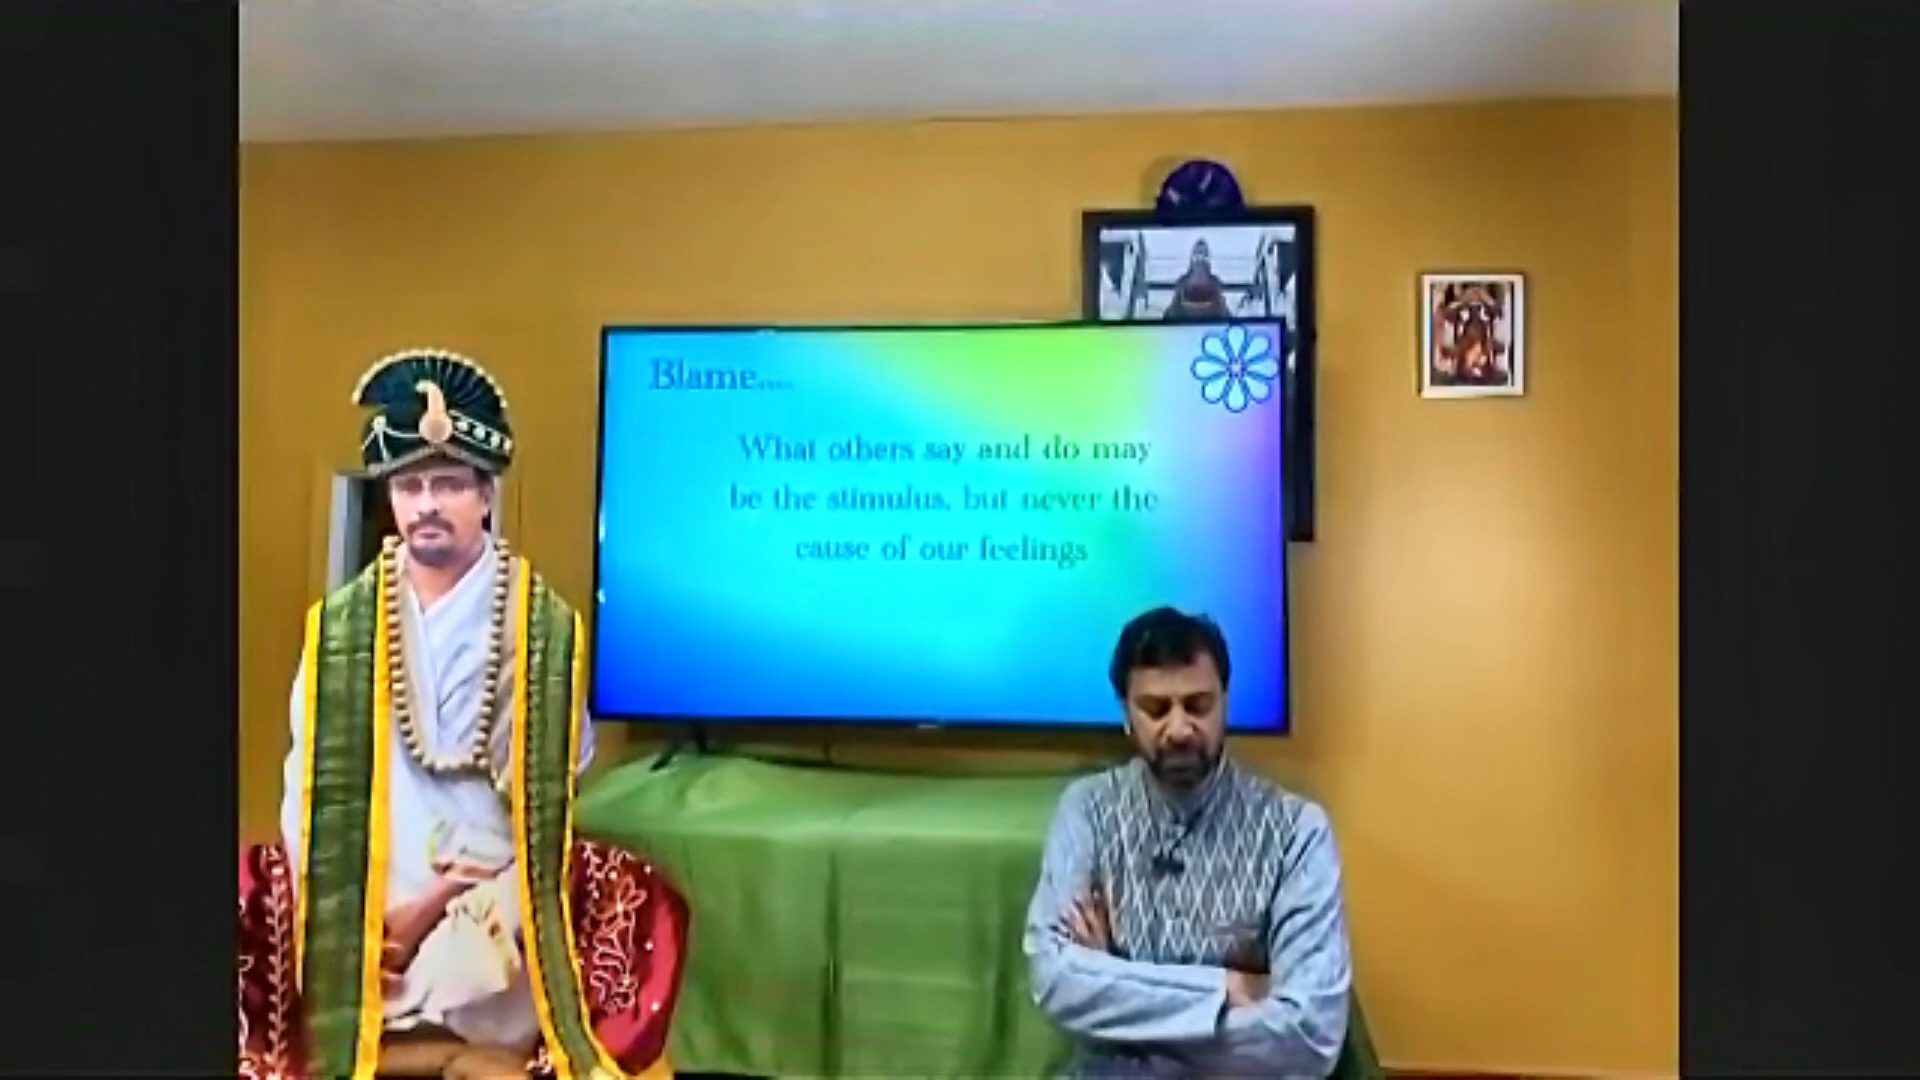 Blame....
What others say and do may
be the stimulus, but never the
cause of our feelings